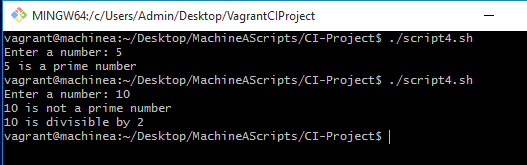 MINGW64:/c/Users/Admin/Desktop/VagrantCIProject
vagrant@machinea:~/Desktop/MachineAScripts/CI-Project$ ./script4.sh
Enter a number: 5
5 is a prime number
vagrant@machinea:~/Desktop/MachineAScripts/CI-Project$ ./script4.sh
Enter a number: 10
10 is not a prime number
10 is divisible by 2
vagrant@machinea:~/Desktop/MachineAScripts/CI-Project$